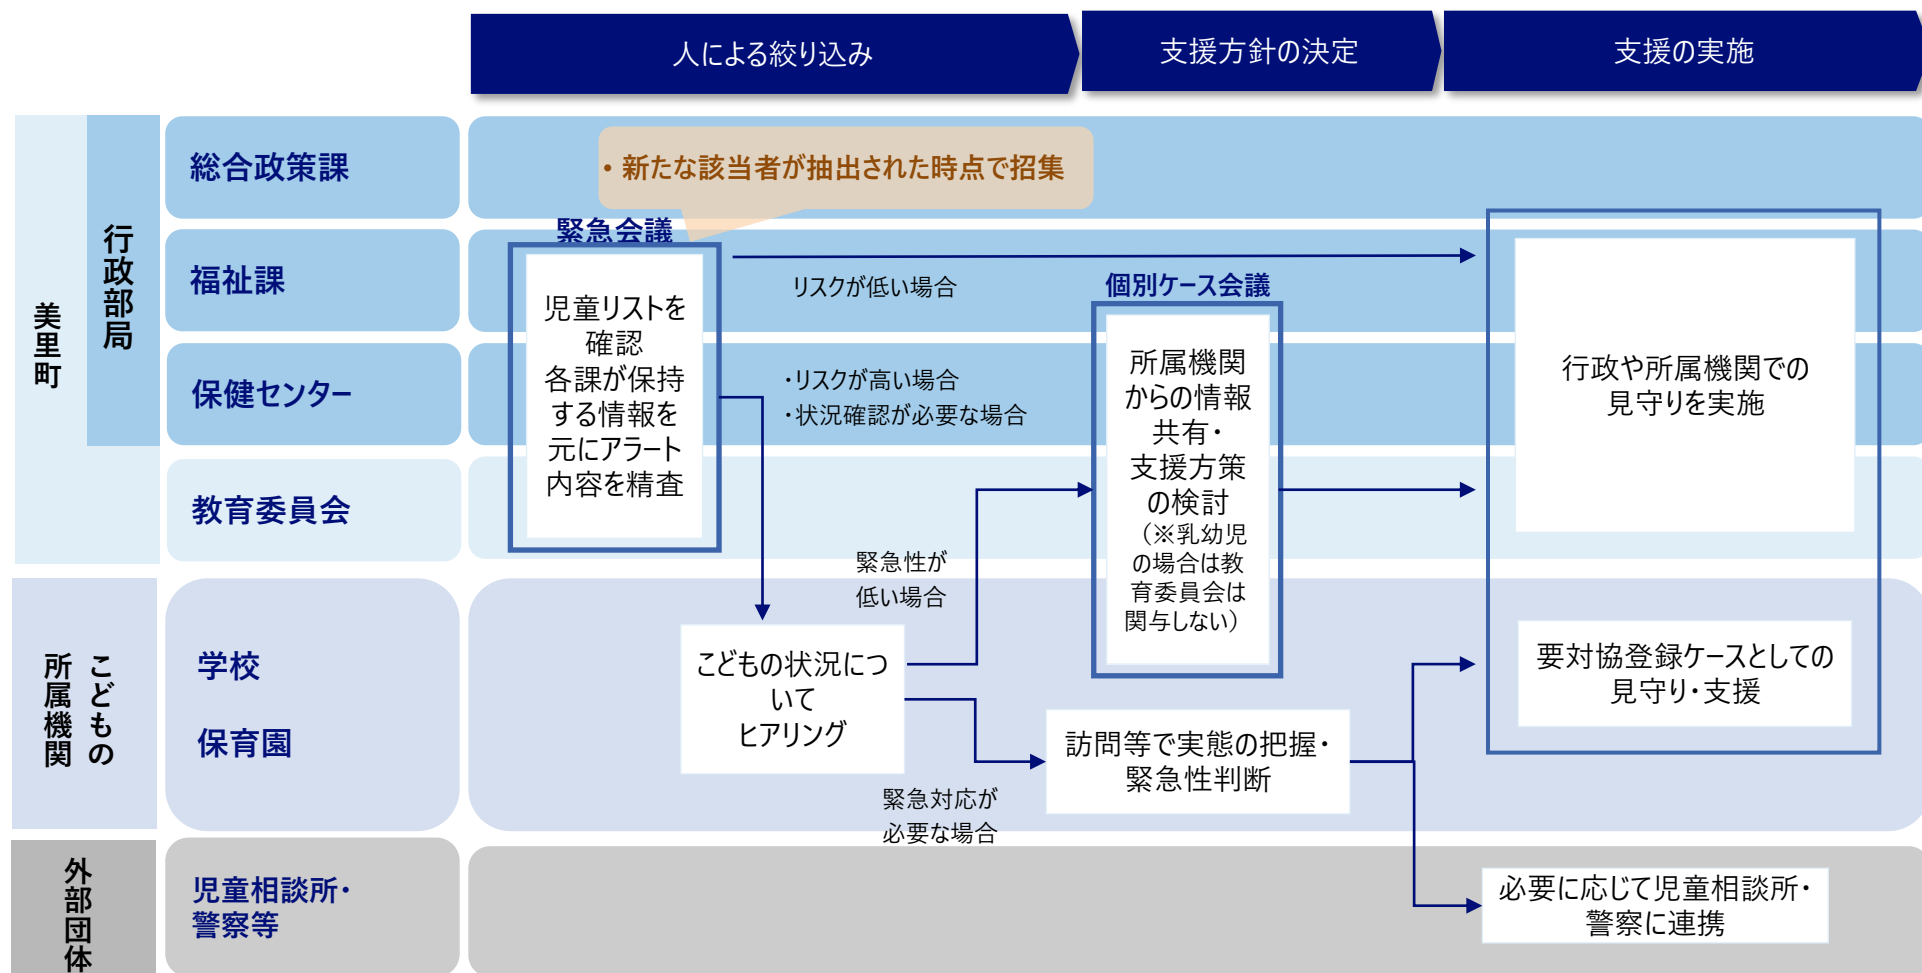 人による絞り込み
支援方針の決定
支援の実施
美里町
行政部局
総合政策課
福祉課
保健センター
教育委員会
・新たな該当者が抽出された時点で招集
緊急会議
児童リストを
確認
各課が保持
する情報を
元にアラート
内容を精査
リスクが低い場合
・リスクが高い場合
・状況確認が必要な場合
個別ケース会議
所属機関
からの情報
共有・
支援方策
の検討
（※乳幼児
の場合は教
育委員会は
関与しない）
行政や所属機関での
見守りを実施
緊急性が
低い場合
こどもの
所属機関
学校
保育園
こどもの状況につ
いて
ヒアリング
緊急対応が
必要な場合
訪問等で実態の把握・
緊急性判断
要対協登録ケースとしての
見守り・支援
外部団体
児童相談所・
警察等
必要に応じて児童相談所・
警察に連携